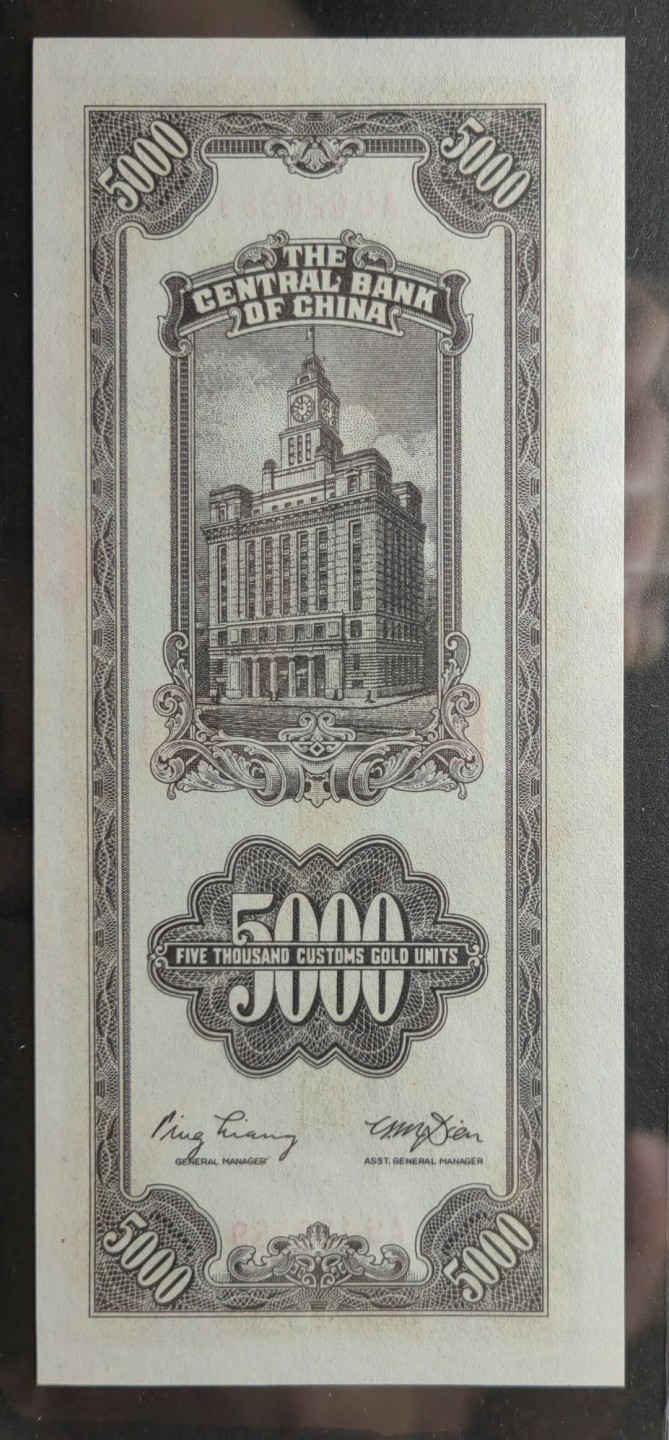 5000 5000
THE
CENTRAL BANK
OF CHINA
5000
FIVE THOUSAND CUSTOMS GOLD UNITS
GENERAL MANAGER ASST. GENERAL MANAGER
5000 5000